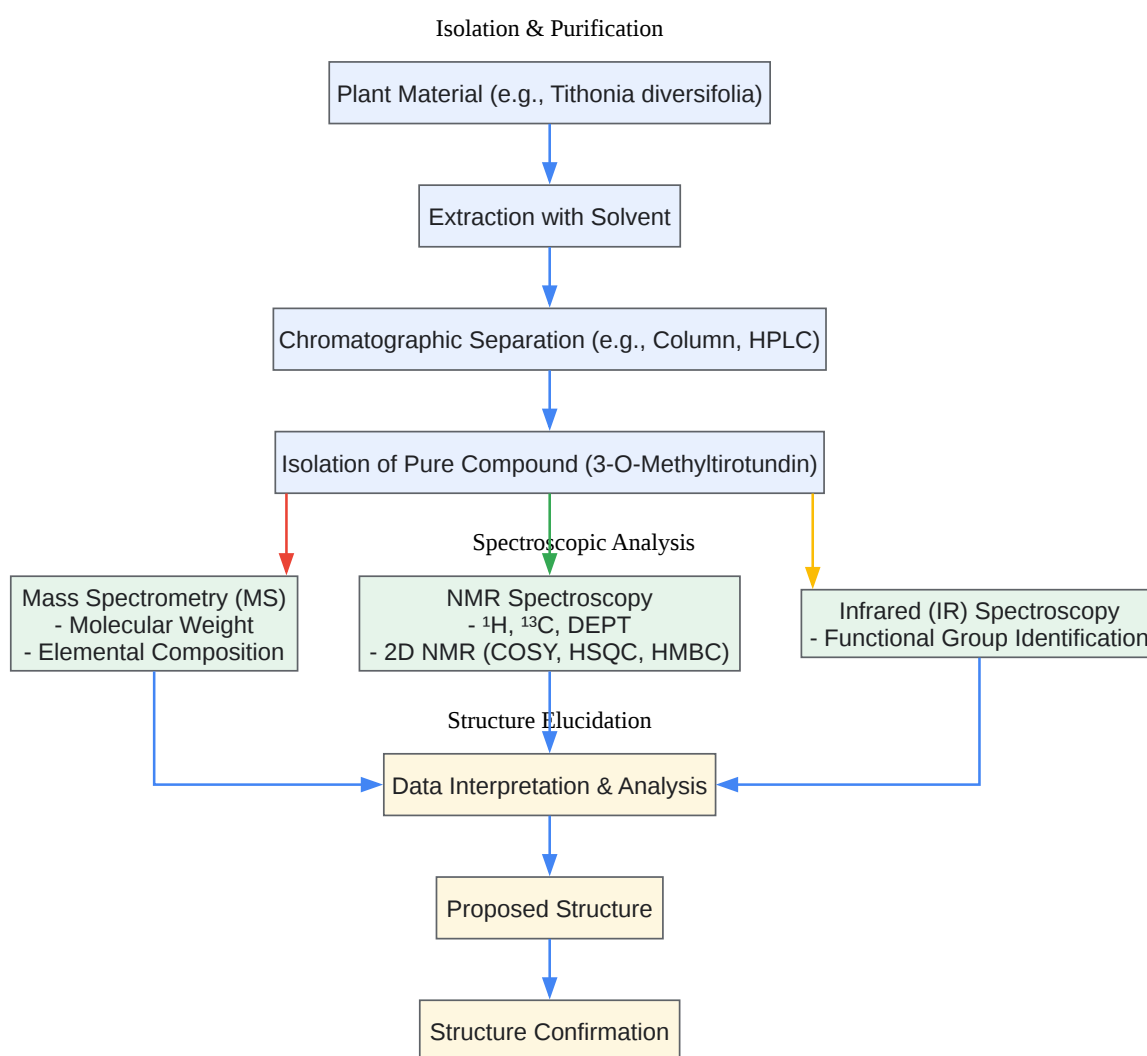 Isolation & Purification
Plant Material (e.g., Tithonia diversifolia)
Extraction with Solvent
Chromatographic Separation (e.g., Column, HPLC)
Isolation of Pure Compound (3-O-Methyltirotundin)
Spectroscopic Analysis
Mass Spectrometry (MS)
- Molecular Weight
- Elemental Composition
NMR Spectroscopy
- ¹H, ¹³C, DEPT
- 2D NMR (COSY, HSQC, HMBC)
Infrared (IR) Spectroscopy
- Functional Group Identification
Structure Elucidation
Data Interpretation & Analysis
Proposed Structure
Structure Confirmation